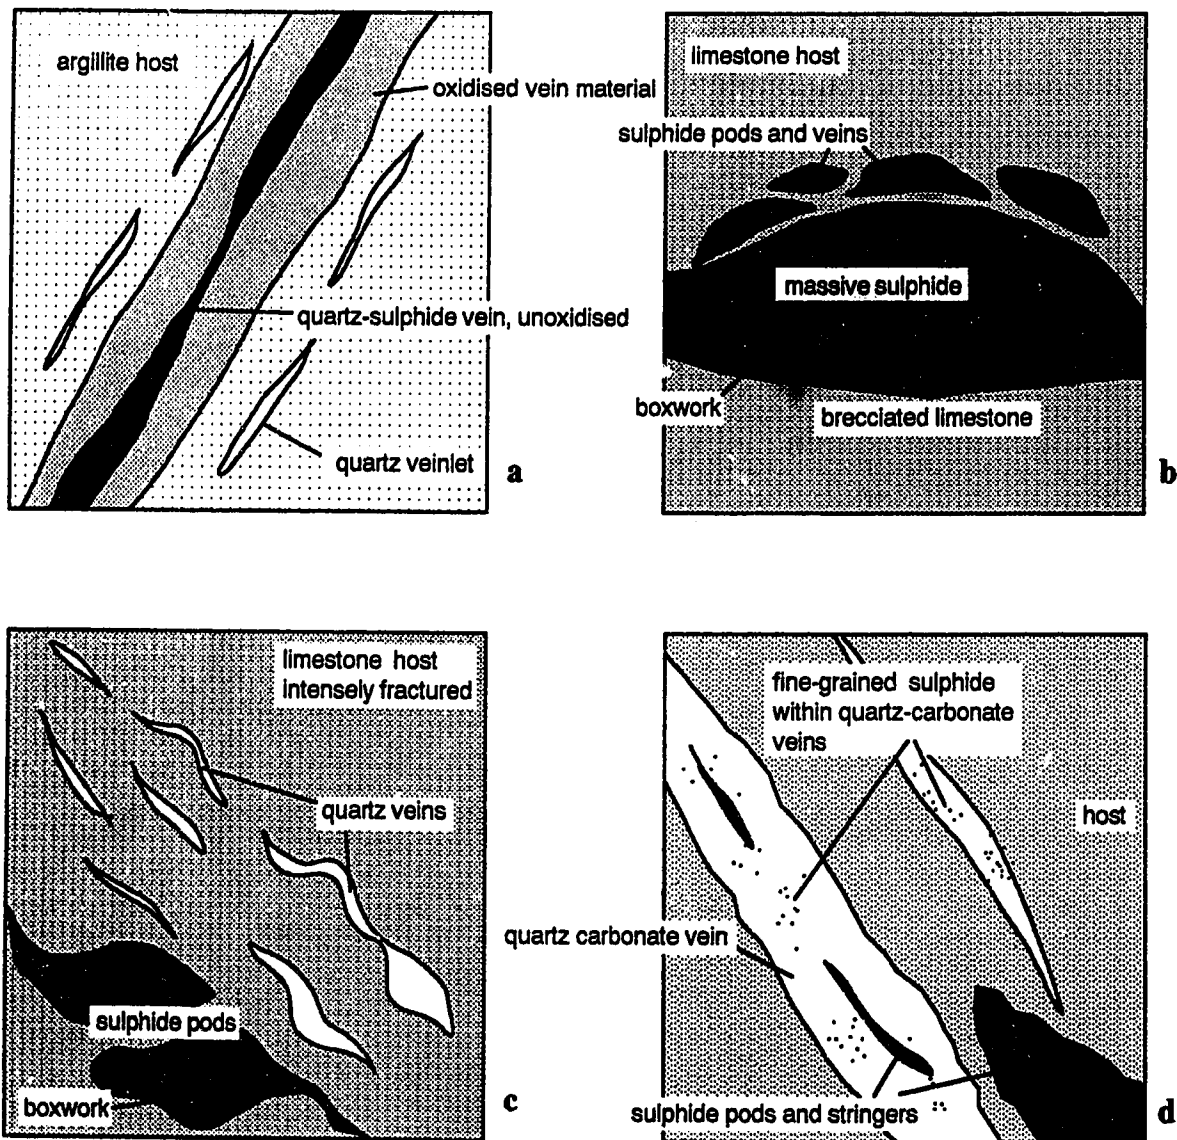 argillite host
oxidised vein material
quartz-sulphide vein, unoxidised
quartz veinlet
a
limestone host
sulphide pods and veins
massive sulphide
boxwork
brecciated limestone
b
limestone host
intensely fractured
quartz veins
sulphide pods
boxwork
c
fine-grained sulphide
within quartz-carbonate
veins
host
quartz carbonate vein
sulphide pods and stringers
d